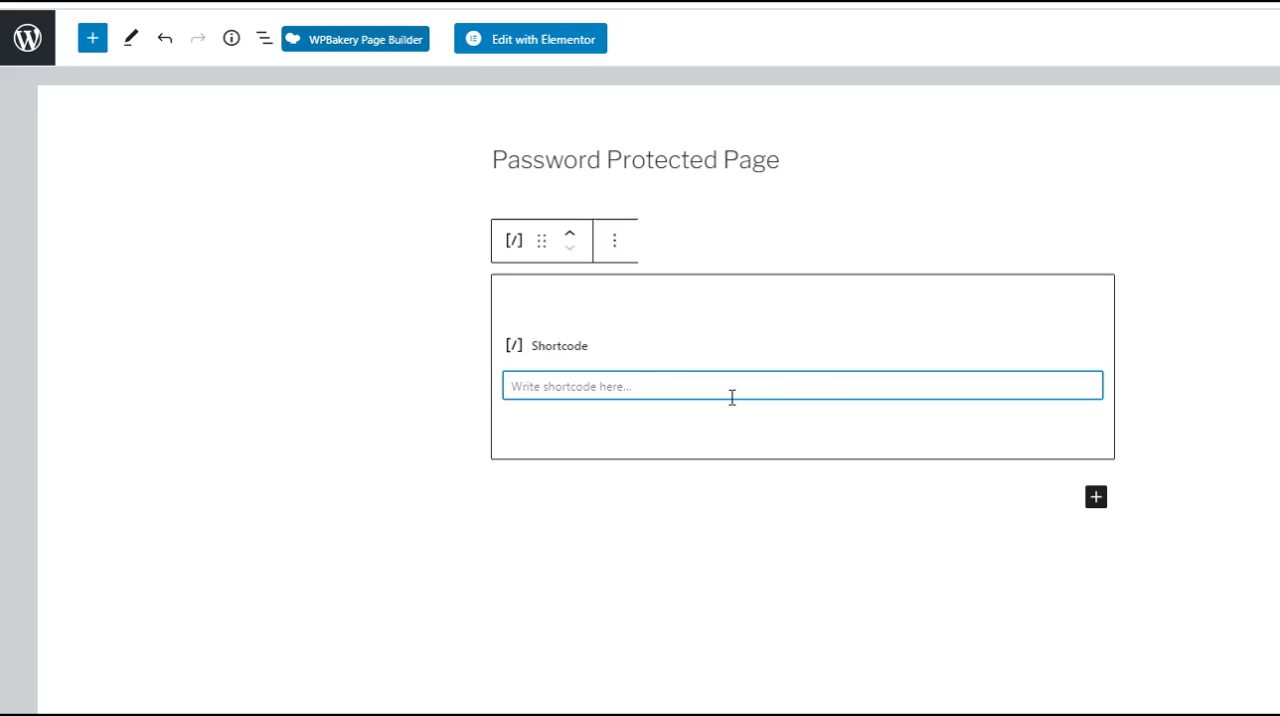 WPBakery Page Builder
Edit with Elementor
Password Protected Page
[/]
[/] Shortcode
Write shortcode here...